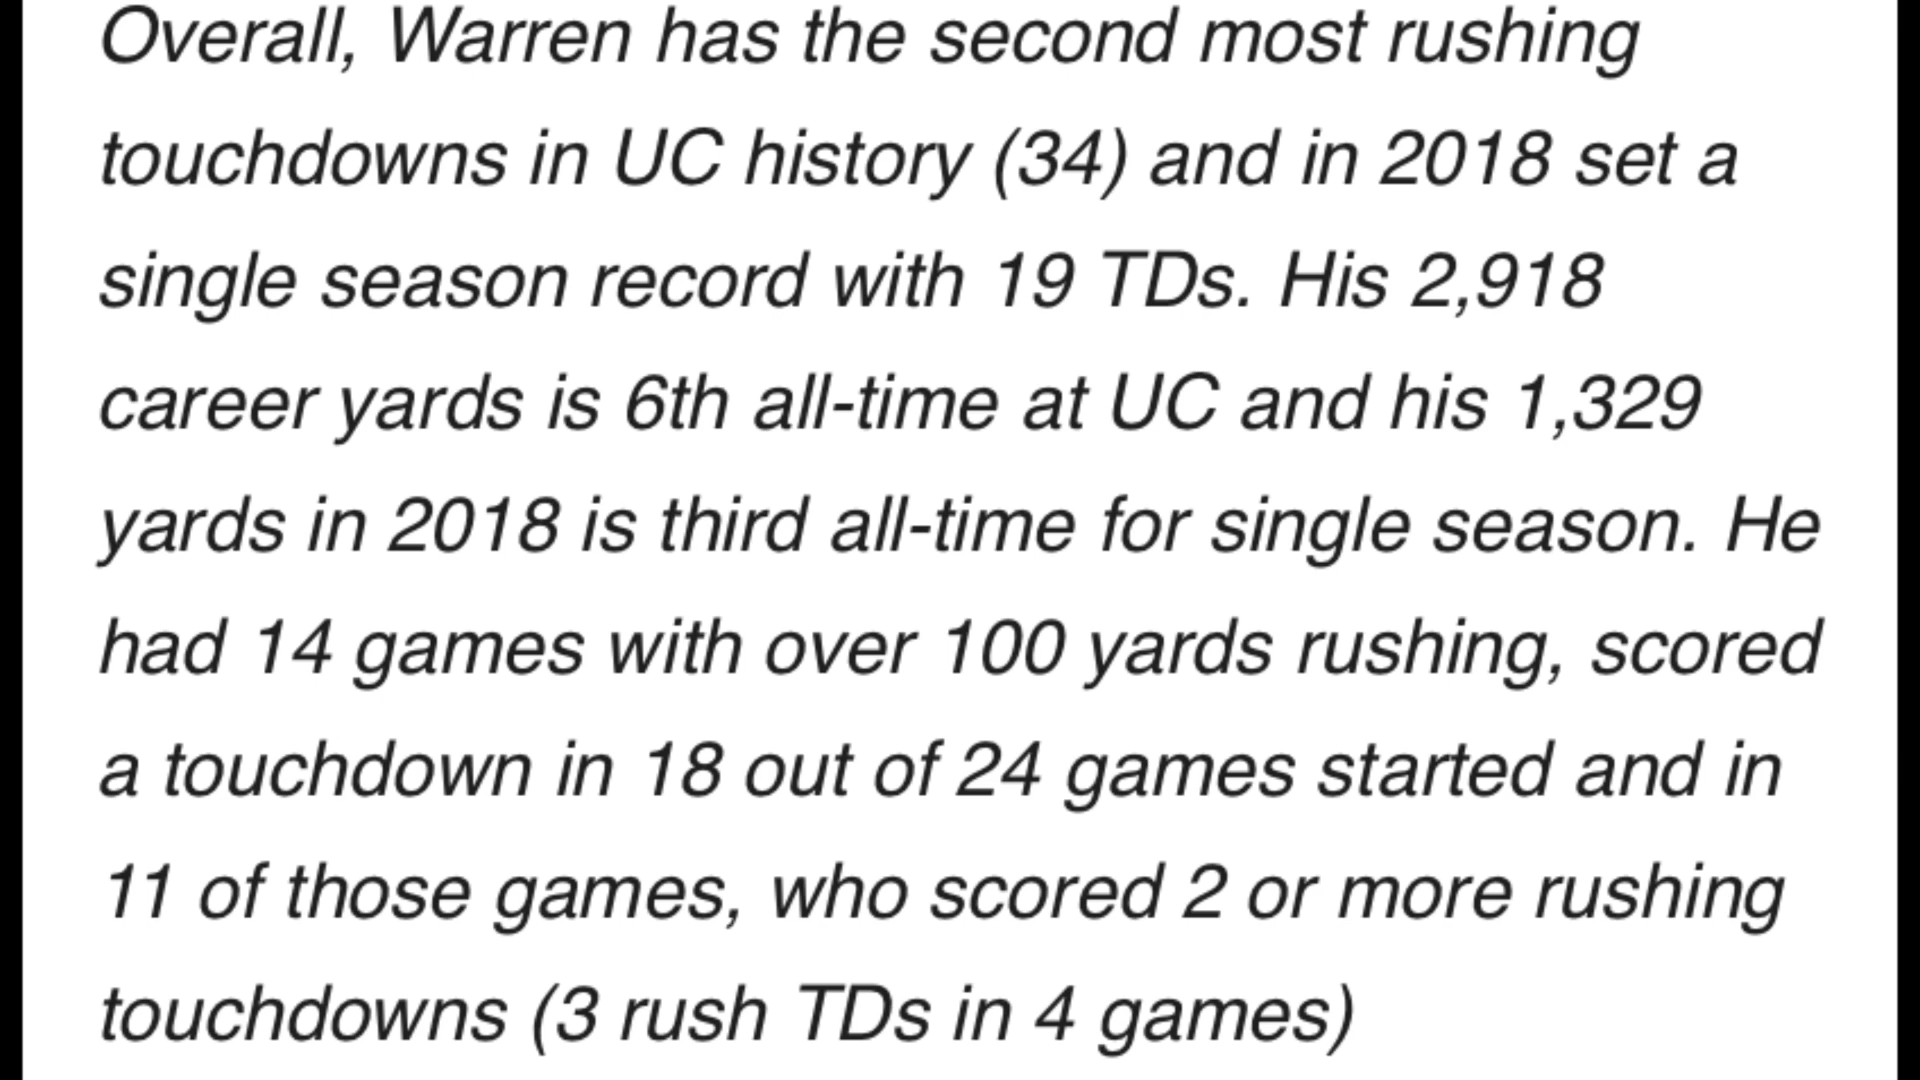 Overall, Warren has the second most rushing
touchdowns in UC history (34) and in 2018 set a
single season record with 19 TDs. His 2,918
career yards is 6th all-time at UC and his 1,329
yards in 2018 is third all-time for single season. He
had 14 games with over 100 yards rushing, scored
a touchdown in 18 out of 24 games started and in
11 of those games, who scored 2 or more rushing
touchdowns (3 rush TDs in 4 games)